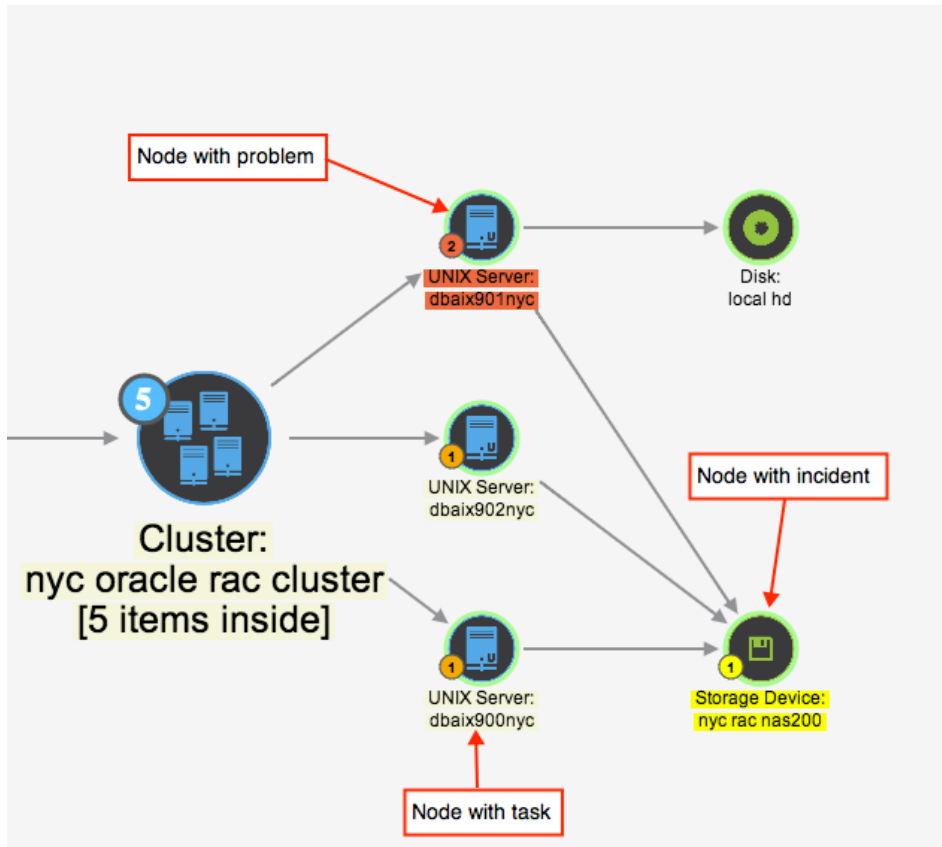 Node with problem
2
UNIX Server:
dbaix901nyc
Disk:
local hd
5
Cluster:
nyc oracle rac cluster
[5 items inside]
1
UNIX Server:
dbaix902nyc
Node with incident
1
UNIX Server:
dbaix900nyc
1
Storage Device:
nyc rac nas200
Node with task
U
U
U